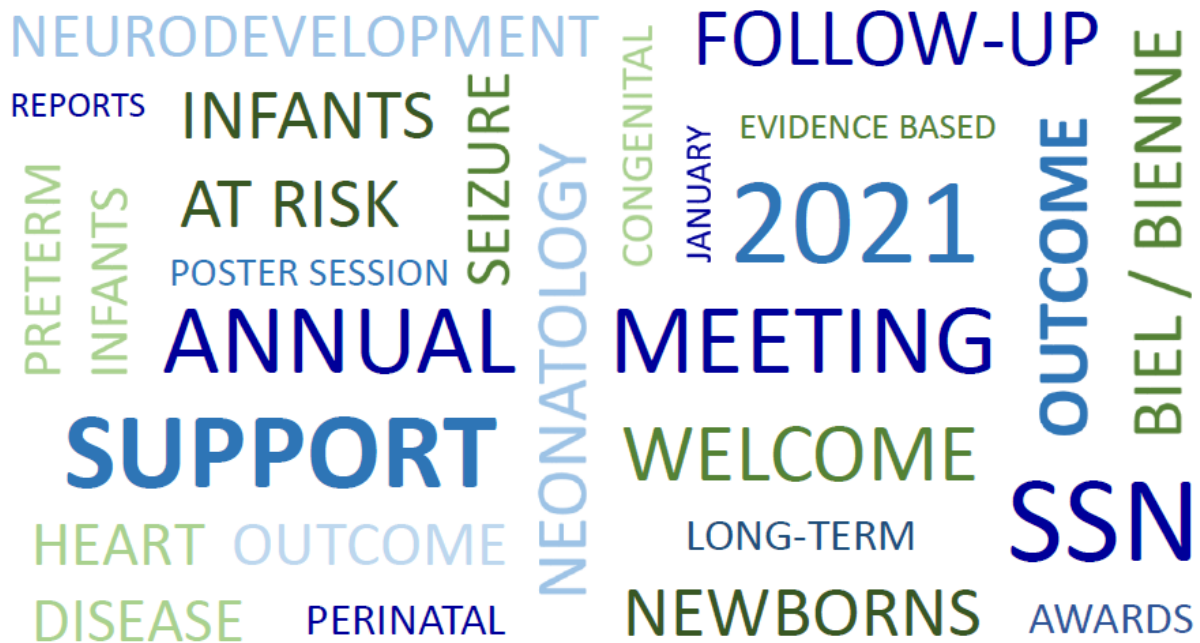 NEURODEVELOPMENT
FOLLOW-UP
REPORTS
INFANTS
AT RISK
SEIZURE
CONGENITAL
JANUARY
EVIDENCE BASED
2021
OUTCOME
BIEL / BIENNE
PRETERM
INFANTS
POSTER SESSION
NEONATOLOGY
ANNUAL
MEETING
SUPPORT
WELCOME
SSN
HEART
OUTCOME
LONG-TERM
DISEASE
PERINATAL
NEWBORNS
AWARDS